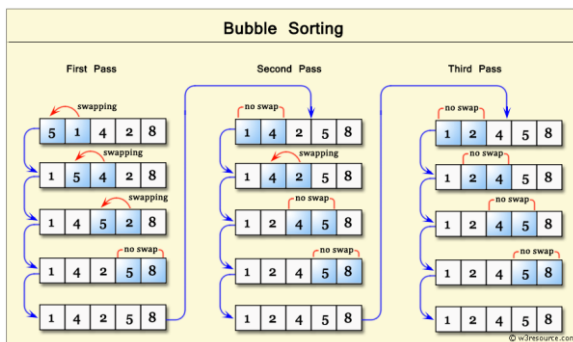 Bubble Sorting
First Pass
swapping
5 1 4 2 8
swapping
1 5 4 2 8
swapping
1 4 5 2 8
no swap
1 4 2 5 8
1 4 2 5 8
Second Pass
no swap
1 4 2 5 8
swapping
1 4 2 5 8
no swap
1 2 4 5 8
no swap
1 2 4 5 8
1 2 4 5 8
Third Pass
no swap
1 2 4 5 8
no swap
1 2 4 5 8
no swap
1 2 4 5 8
no swap
1 2 4 5 8
1 2 4 5 8
© w3resource.com